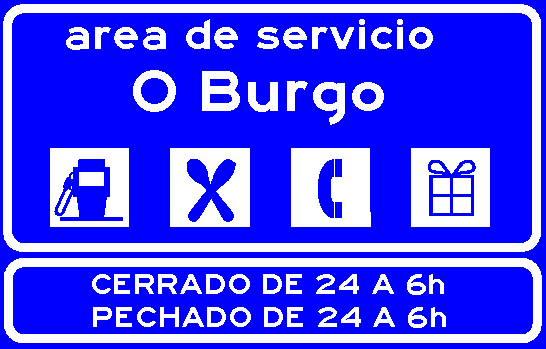 area de servicio
O Burgo
CERRADO DE 24 A 6h
PECHADO DE 24 A 6h